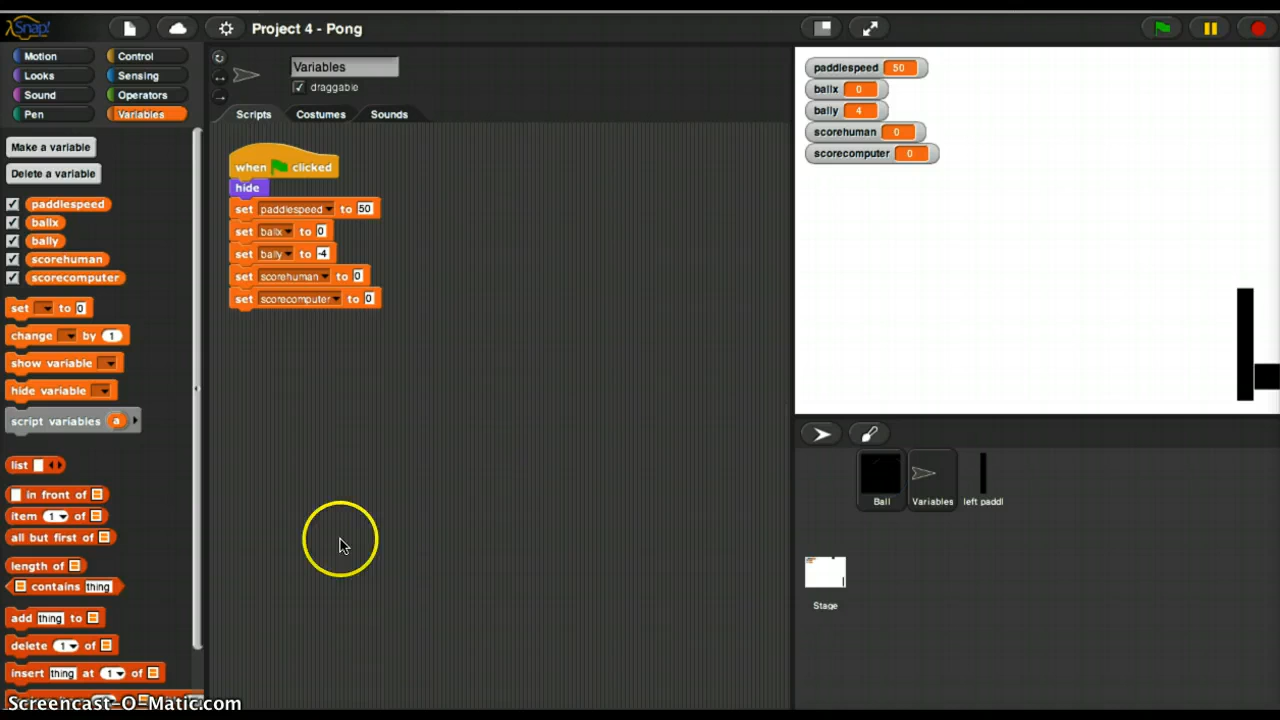 Snap!
Project 4 - Pong
Motion
Control
Looks
Sensing
Sound
Operators
Pen
Variables
Make a variable
Delete a variable
paddlespeed
ballx
bally
scorehuman
scorecomputer
set to 0
change by 1
show variable
hide variable
script variables a
list
in front of
item 1 of
all but first of
length of
contains thing
add thing to
delete 1 of
insert thing at 1 of
Variables
draggable
Scripts
Costumes
Sounds
when clicked
hide
set paddlespeed to 50
set ballx to 0
set bally to -4
set scorehuman to 0
set scorecomputer to 0
paddlespeed 50
ballx 0
bally 4
scorehuman 0
scorecomputer 0
Ball
Variables
left paddl
Stage
Screencast-O-Matic.com